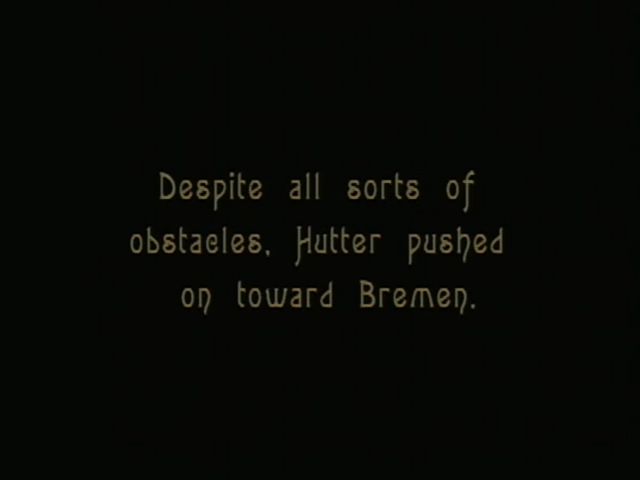 Despite all sorts of
obstacles, Hutter pushed
on toward Bremen.